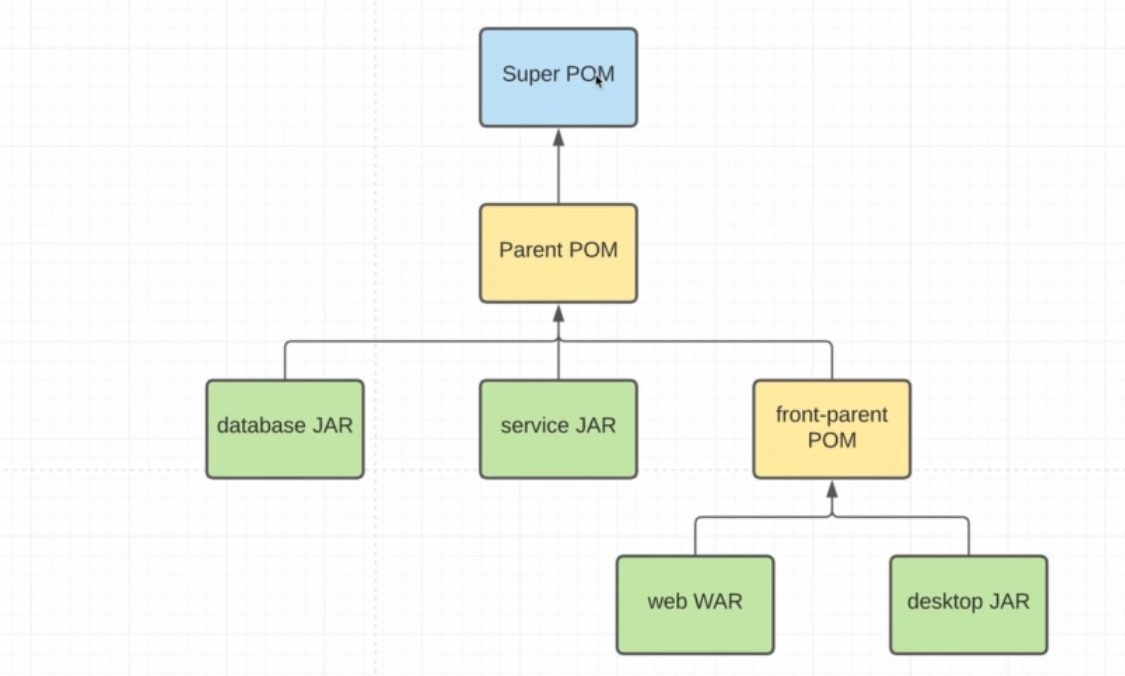 Super POM
Parent POM
database JAR
service JAR
front-parent
POM
web WAR
desktop JAR